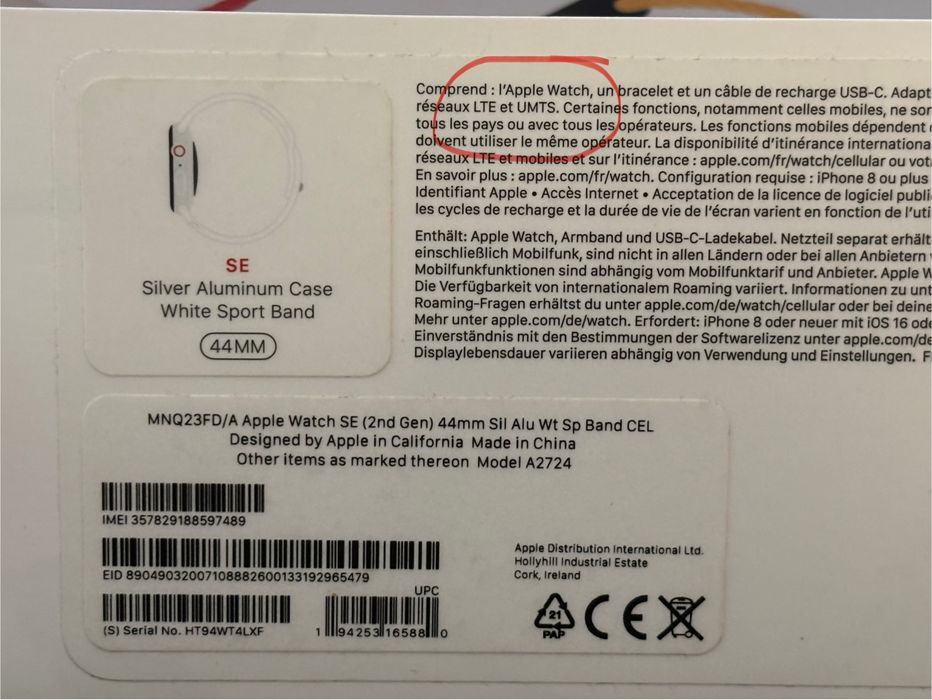 SE
Silver Aluminum Case
White Sport Band
44MM
Comprend : l'Apple Watch, un bracelet et un câble de recharge USB-C. Adapt
réseaux LTE et UMTS. Certaines fonctions, notamment celles mobiles, ne son
tous les pays ou avec tous les opérateurs. Les fonctions mobiles dépendent
doivent utiliser le même opérateur. La disponibilité d'itinérance internationa
réseaux LTE et mobiles et sur l'itinérance : apple.com/fr/watch/cellular ou vot
En savoir plus : apple.com/fr/watch. Configuration requise : iPhone 8 ou plus
Identifiant Apple • Accès Internet • Acceptation de la licence de logiciel publi
les cycles de recharge et la durée de vie de l'écran varient en fonction de l'uti
Enthält: Apple Watch, Armband und USB-C-Ladekabel. Netzteil separat erhält
einschließlich Mobilfunk, sind nicht in allen Ländern oder bei allen Anbietern
Mobilfunkfunktionen sind abhängig vom Mobilfunktarif und Anbieter. Apple W
Die Verfügbarkeit von internationalem Roaming variiert. Informationen zu unt
Roaming-Fragen erhältst du unter apple.com/de/watch/cellular oder bei deine
Mehr unter apple.com/de/watch. Erfordert: iPhone 8 oder neuer mit iOS 16 ode
Einverständnis mit den Bestimmungen der Softwarelizenz unter apple.com/de
Displaylebensdauer variieren abhängig von Verwendung und Einstellungen. F
MNQ23FD/A Apple Watch SE (2nd Gen) 44mm Sil Alu Wt Sp Band CEL
Designed by Apple in California Made in China
Other items as marked thereon Model A2724
IMEI 357829188597489
EID 89049032007108882600133192965479
UPC
(S) Serial No. HT94WT4LXF
1 94253 16588 0
Apple Distribution International Ltd.
Hollyhill Industrial Estate
Cork, Ireland
21
PAP
CE